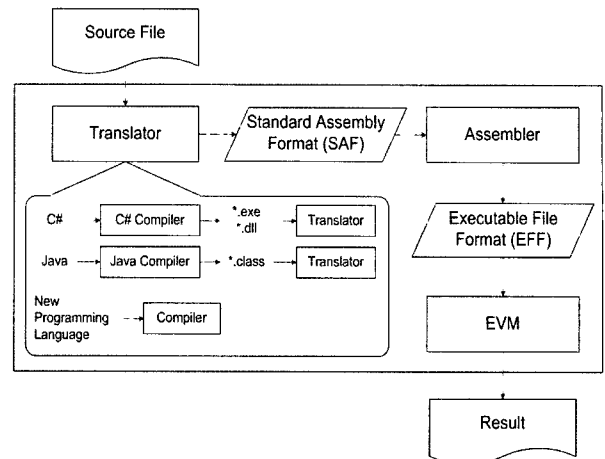 Source File
Translator
Standard Assembly
Format (SAF)
Assembler
C#
C# Compiler
*.exe
*.dll
Translator
Java
Java Compiler
*.class
Translator
New
Programming
Language
Compiler
Executable File
Format (EFF)
EVM
Result